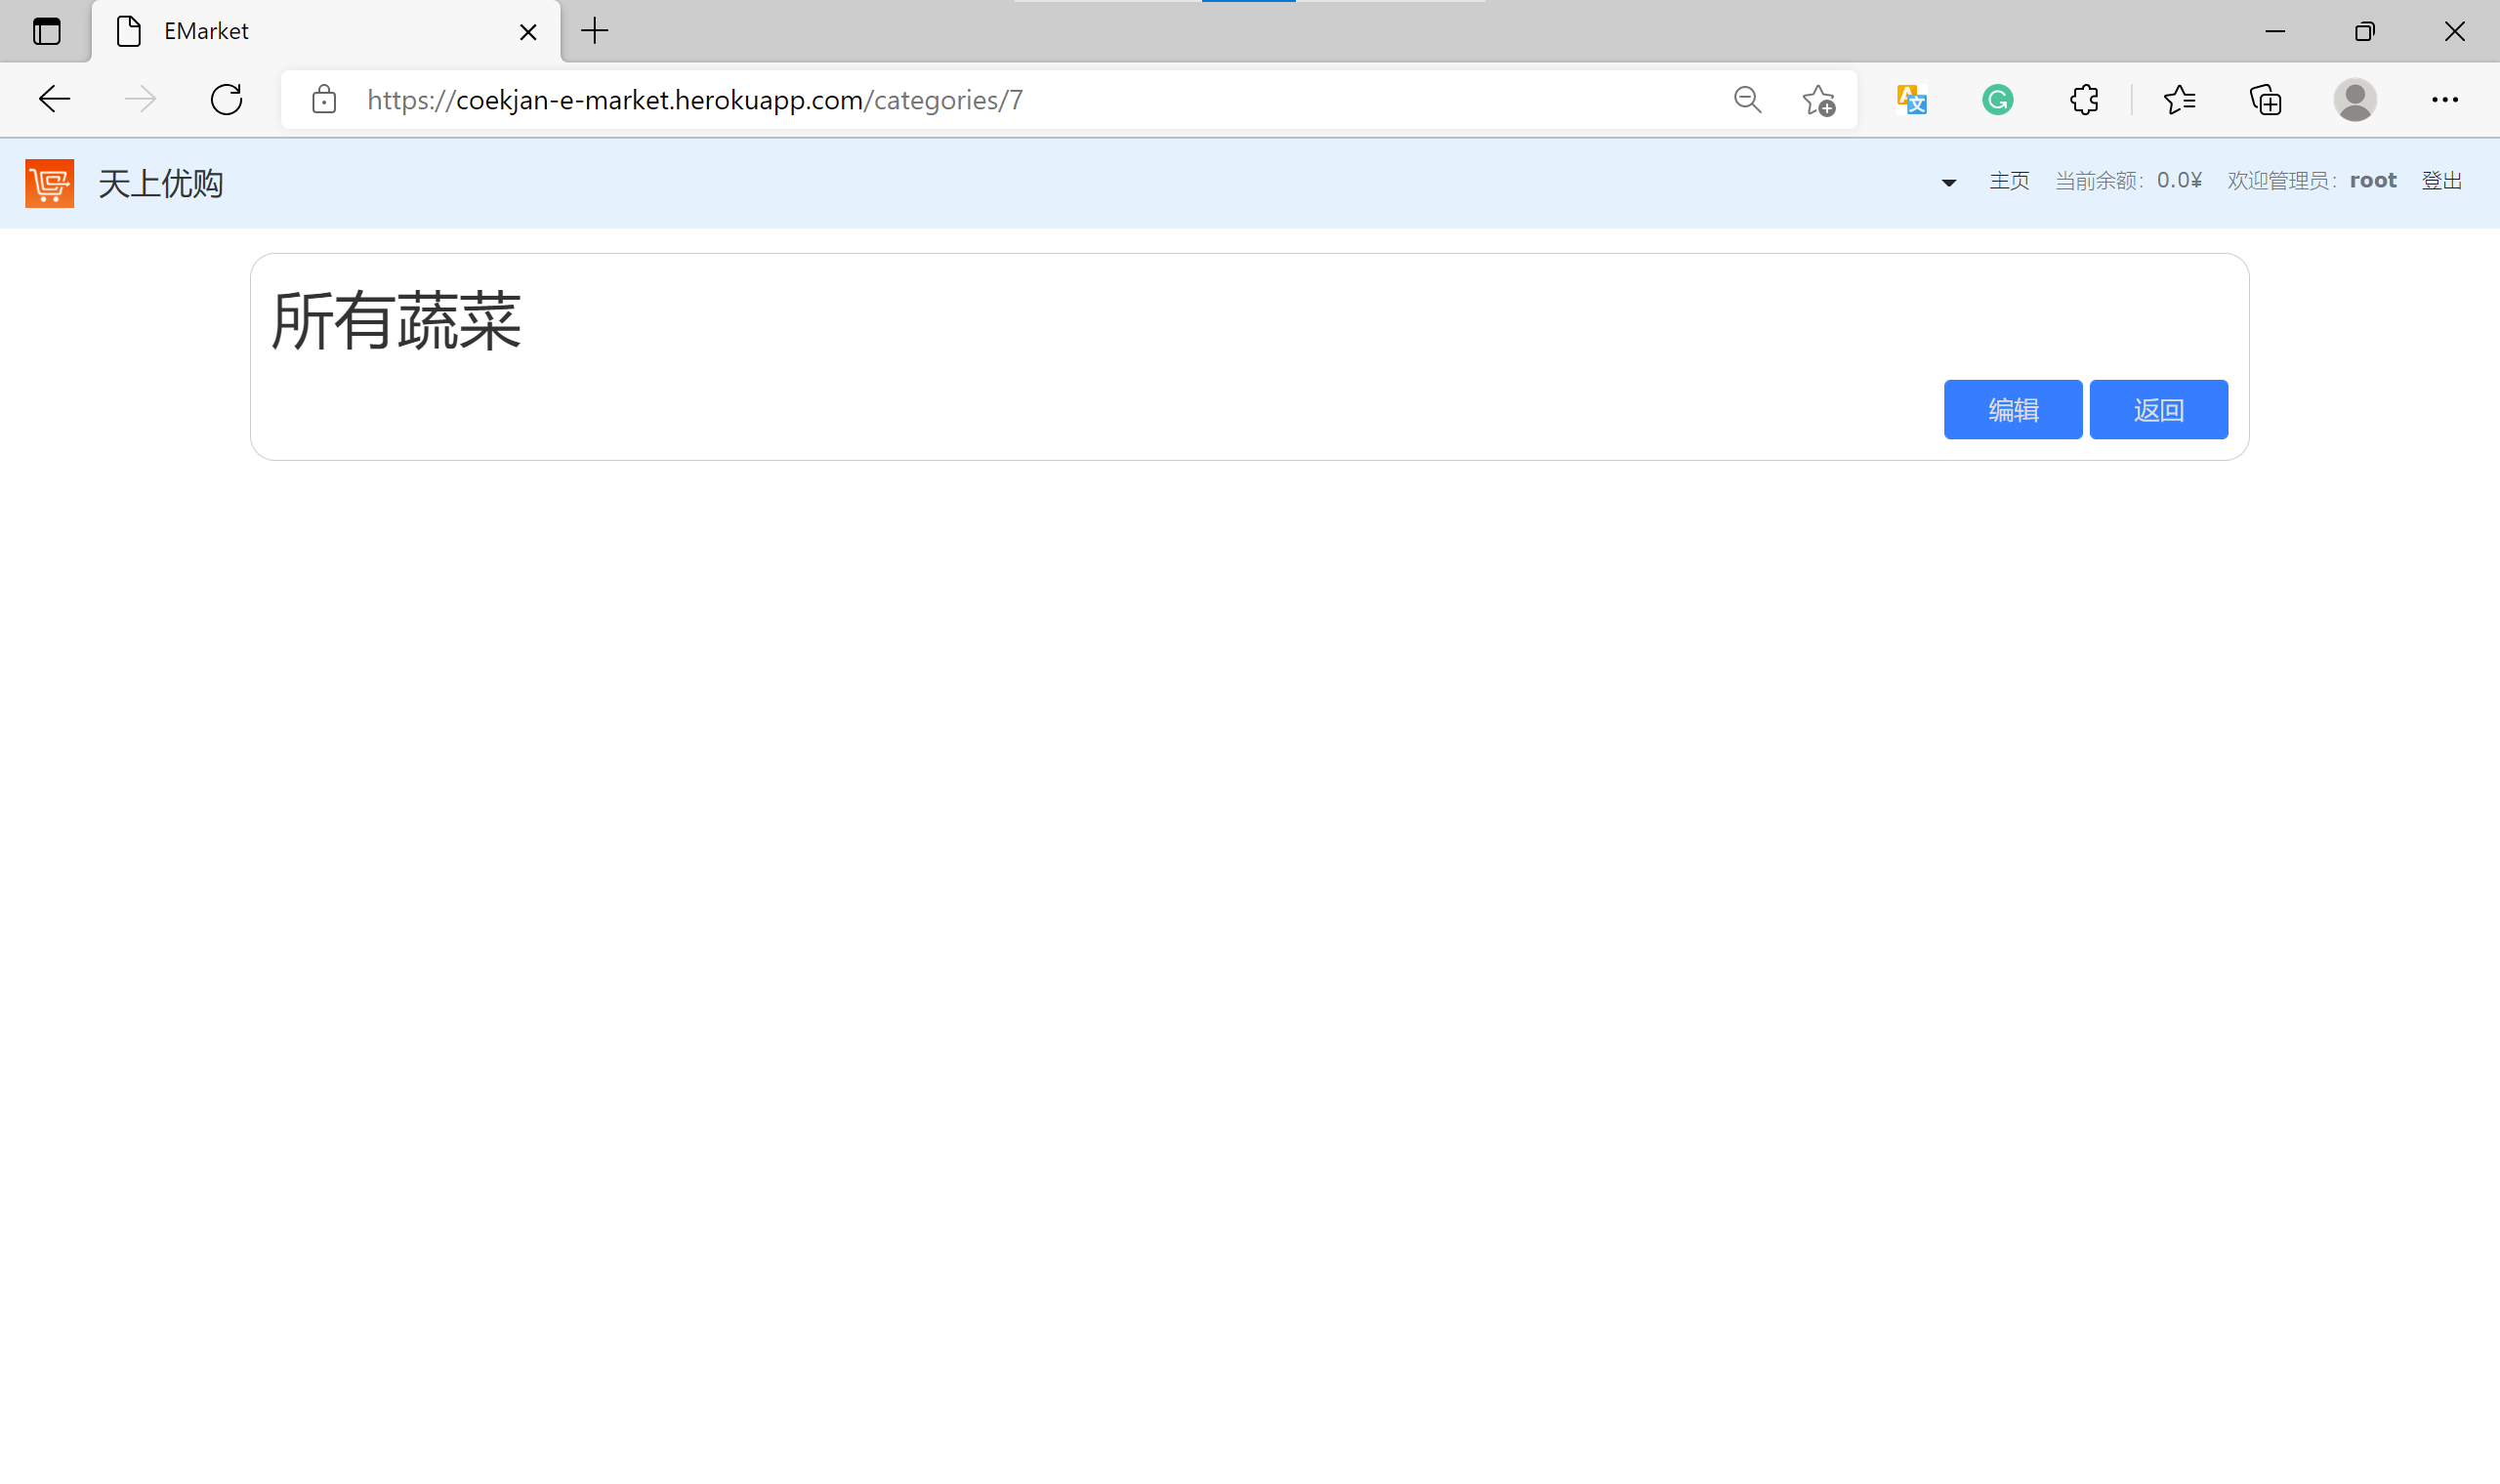 EMarket
https://coekjan-e-market.herokuapp.com/categories/7
天上优购
主页 当前余额：0.0¥ 欢迎管理员：root 登出
所有蔬菜
编辑 返回